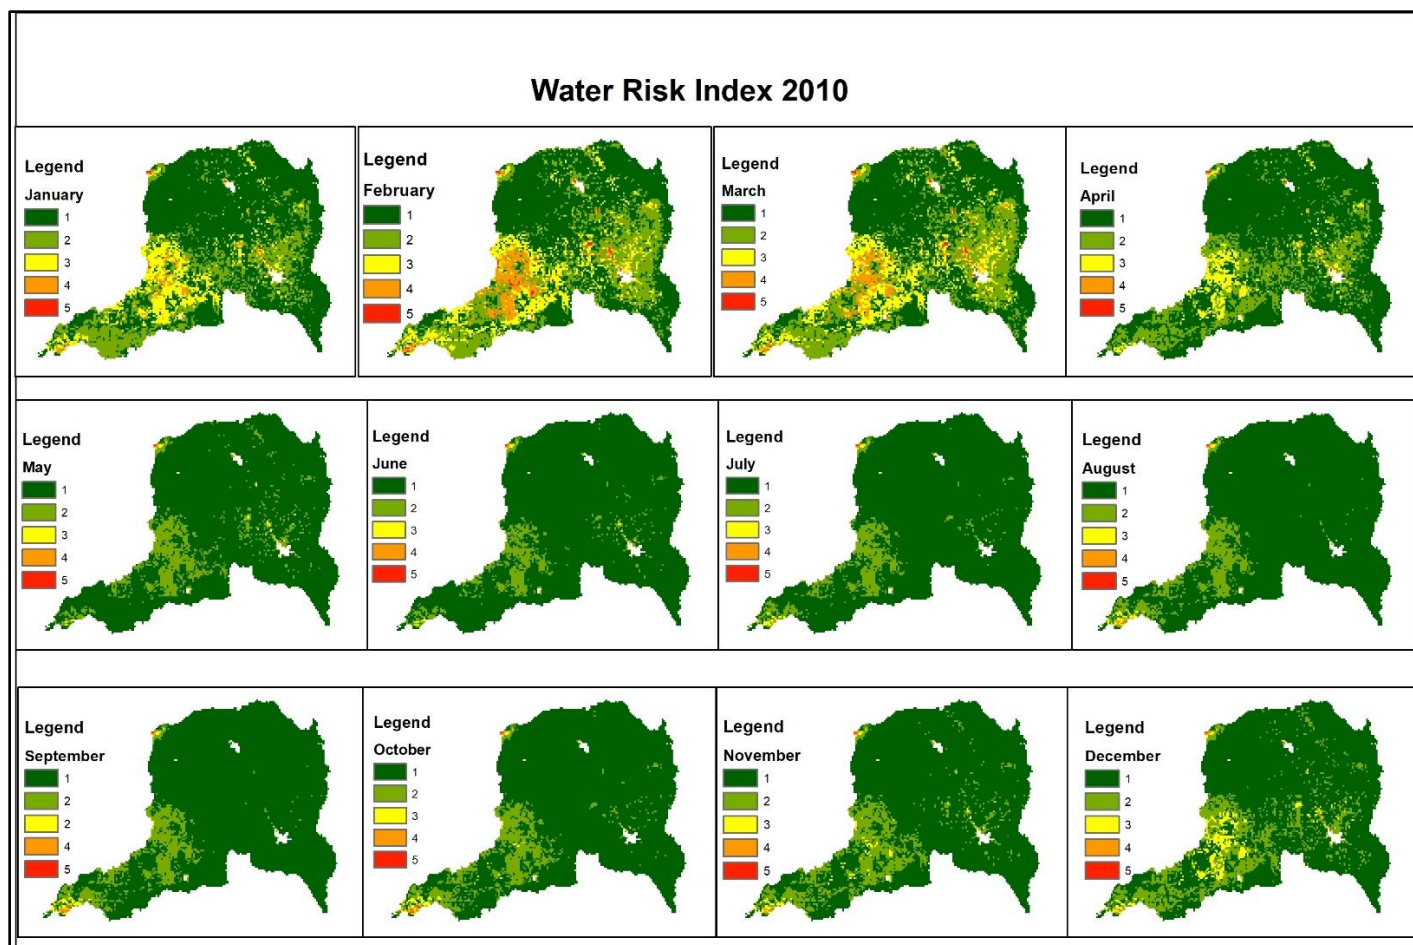 Water Risk Index 2010
Legend
January
1
2
3
4
5
Legend
February
1
2
3
4
5
Legend
March
1
2
3
4
5
Legend
April
1
2
3
4
5
Legend
May
1
2
3
4
5
Legend
June
1
2
3
4
5
Legend
July
1
2
3
4
5
Legend
August
1
2
3
4
5
Legend
September
1
2
2
4
5
Legend
October
1
2
3
4
5
Legend
November
1
2
3
4
5
Legend
December
1
2
3
4
5